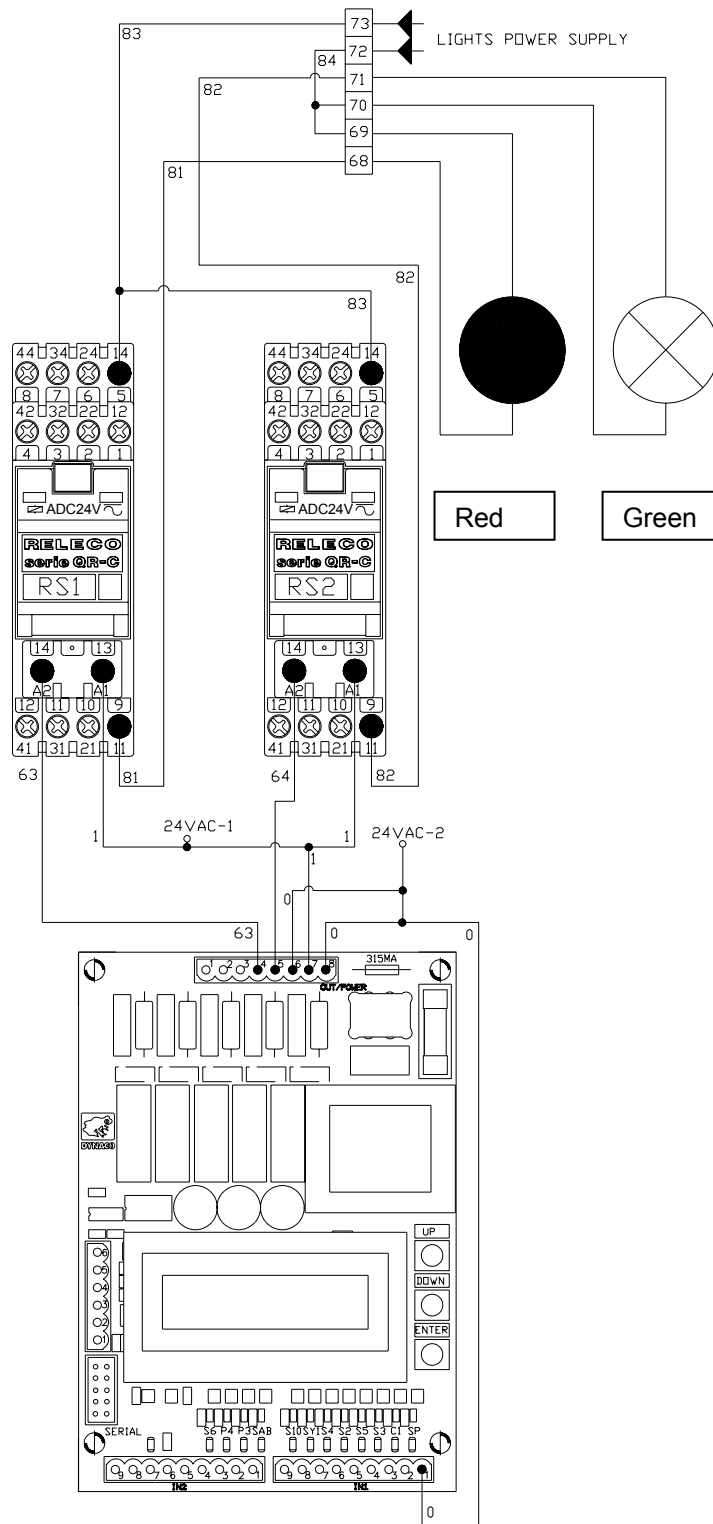 83
73
LIGHTS POWER SUPPLY
84
72
82
71
70
69
81
68
82
83
44 34 24 14
8 7 6 5
42 32 22 12
4 3 2 1
ADC24V
RELECO
serie QR-C
RS1
14 13
A2 A1
12 11 10 9
41 31 21 11
44 34 24 14
8 7 6 5
42 32 22 12
4 3 2 1
ADC24V
RELECO
serie QR-C
RS2
14 13
A2 A1
12 11 10 9
41 31 21 11
Red
Green
63
81
64
82
1
24VAC-1
1
24VAC-2
1
0
63
0
0
1 2 3 4 5 6 7 8
315MA
OUT/POWER
DYNACO
UP
DOWN
ENTER
6
5
4
3
2
1
SERIAL
S6 P4 P3 SAB
S10 SY1 S4 S2 S5 S3 C1 SP
9 8 7 6 5 4 3 2 1
IN2
9 8 7 6 5 4 3 2 1
IN1
0